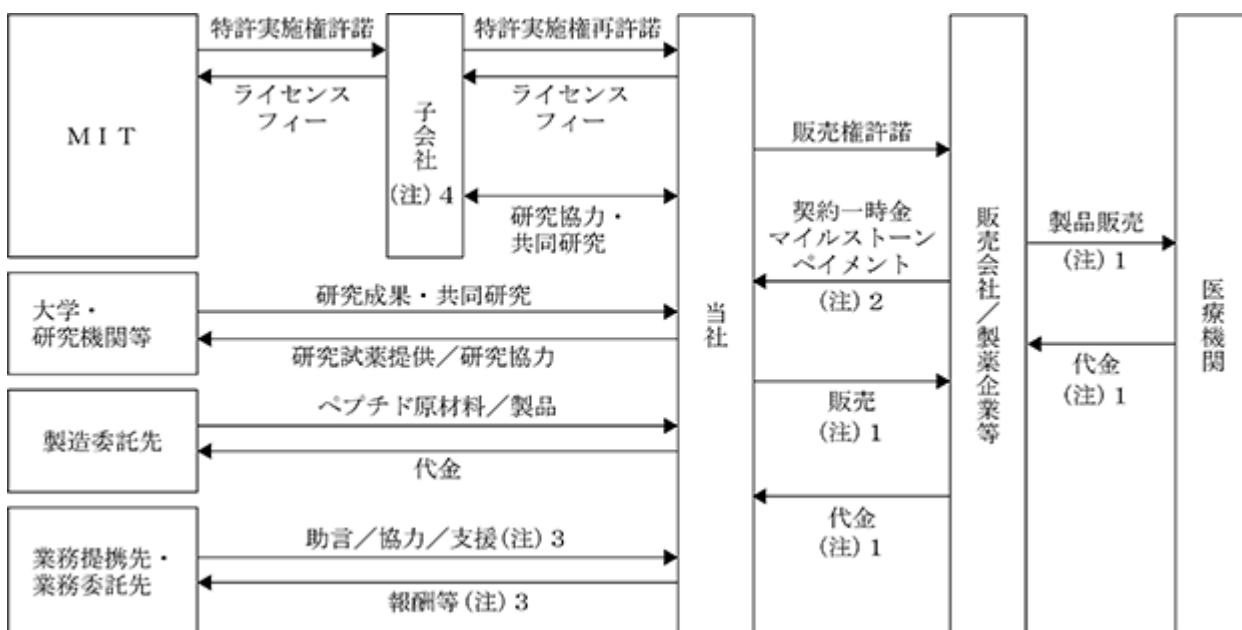 特許実施権許諾
特許実施権再許諾
ライセンス
フィー
ライセンス
フィー
MIT
子会社
(注)4
研究協力・
共同研究
大学・
研究機関等
研究成果・共同研究
研究試薬提供/研究協力
製造委託先
ペプチド原材料/製品
代金
業務提携先・
業務委託先
助言/協力/支援(注)3
報酬等(注)3
当社
販売権許諾
契約一時金
マイルストーン
ペイメント
(注)2
販売
(注)1
代金
(注)1
販売会社/製薬企業等
製品販売
(注)1
代金
(注)1
医療機関